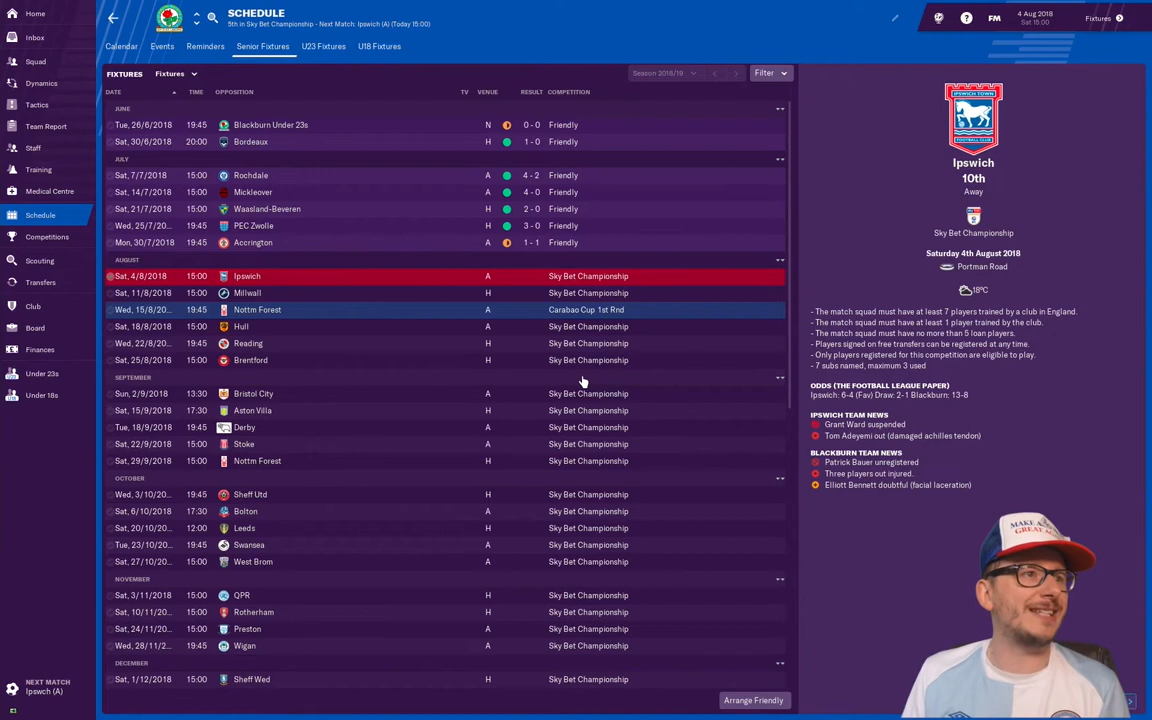 Home
SCHEDULE
5th in Sky Bet Championship - Next Match: Ipswich (A) (Today 15:00)
FM
4 Aug 2018
Sat 15:00
Fixtures
Inbox
Squad
Dynamics
Tactics
Team Report
Staff
Training
Medical Centre
Schedule
Competitions
Scouting
Transfers
Club
Board
Finances
Under 23s
Under 18s
NEXT MATCH
Ipswch (A)
Calendar Events Reminders Senior Fixtures U23 Fixtures U18 Fixtures
FIXTURES Fixtures Season 2018/19 Filter
DATE TIME OPPOSITION TV VENUE RESULT COMPETITION
JUNE
Tue, 26/6/2018 19:45 Blackburn Under 23s N 0 - 0 Friendly
Sat, 30/6/2018 20:00 Bordeaux H 1 - 0 Friendly
JULY
Sat, 7/7/2018 15:00 Rochdale A 4 - 2 Friendly
Sat, 14/7/2018 15:00 Mickleover A 4 - 0 Friendly
Sat, 21/7/2018 15:00 Waasland-Beveren H 2 - 0 Friendly
Wed, 25/7/20... 19:45 PEC Zwolle H 3 - 0 Friendly
Mon, 30/7/2018 19:45 Accrington A 1 - 1 Friendly
AUGUST
Sat, 4/8/2018 15:00 Ipswich A Sky Bet Championship
Sat, 11/8/2018 15:00 Millwall H Sky Bet Championship
Wed, 15/8/20... 19:45 Nottm Forest A Carabao Cup 1st Rnd
Sat, 18/8/2018 15:00 Hull A Sky Bet Championship
Wed, 22/8/20... 19:45 Reading H Sky Bet Championship
Sat, 25/8/2018 15:00 Brentford H Sky Bet Championship
SEPTEMBER
Sun, 2/9/2018 13:30 Bristol City A Sky Bet Championship
Sat, 15/9/2018 17:30 Aston Villa H Sky Bet Championship
Tue, 18/9/2018 19:45 Derby A Sky Bet Championship
Sat, 22/9/2018 15:00 Stoke A Sky Bet Championship
Sat, 29/9/2018 15:00 Nottm Forest H Sky Bet Championship
OCTOBER
Wed, 3/10/20... 19:45 Sheff Utd H Sky Bet Championship
Sat, 6/10/2018 17:30 Bolton A Sky Bet Championship
Sat, 20/10/20... 12:00 Leeds H Sky Bet Championship
Tue, 23/10/20... 19:45 Swansea A Sky Bet Championship
Sat, 27/10/20... 15:00 West Brom A Sky Bet Championship
NOVEMBER
Sat, 3/11/2018 15:00 QPR H Sky Bet Championship
Sat, 10/11/20... 15:00 Rotherham H Sky Bet Championship
Sat, 24/11/20... 15:00 Preston A Sky Bet Championship
Wed, 28/11/2... 19:45 Wigan A Sky Bet Championship
DECEMBER
Sat, 1/12/2018 15:00 Sheff Wed H Sky Bet Championship
Arrange Friendly
IPSWICH TOWN
FOOTBALL CLUB
Ipswich
10th
Away
Sky Bet Championship
Saturday 4th August 2018
Portman Road
18°C
- The match squad must have at least 7 players trained by a club in England.
- The match squad must have at least 1 player trained by the club.
- The match squad must have no more than 5 loan players.
- Players signed on free transfers can be registered at any time.
- Only players registered for this competition are eligible to play.
- 7 subs named, maximum 3 used
ODDS (THE FOOTBALL LEAGUE PAPER)
Ipswich: 6-4 (Fav) Draw: 2-1 Blackburn: 13-8
IPSWICH TEAM NEWS
Grant Ward suspended
Tom Adeyemi out (damaged achilles tendon)
BLACKBURN TEAM NEWS
Patrick Bauer unregistered
Three players out injured.
Elliott Bennett doubtful (facial laceration)
MAKE A
GREAT